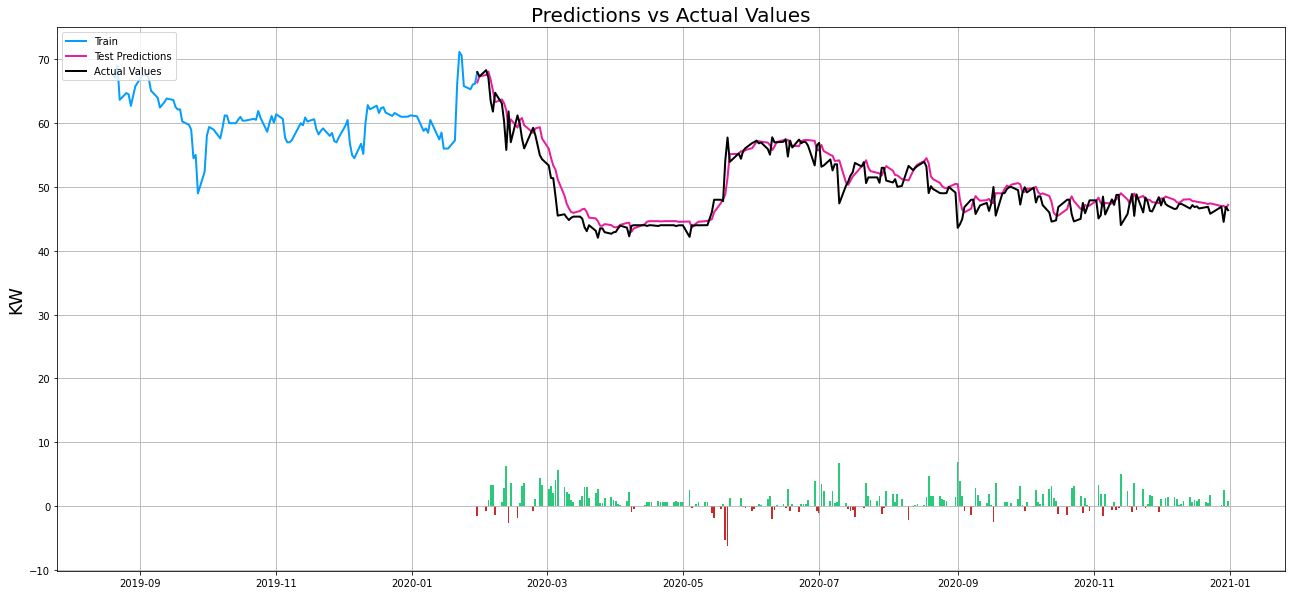 Predictions vs Actual Values
Train
Test Predictions
Actual Values
KW
70
60
50
40
30
20
10
0
−10
2019-09 2019-11 2020-01 2020-03 2020-05 2020-07 2020-09 2020-11 2021-01